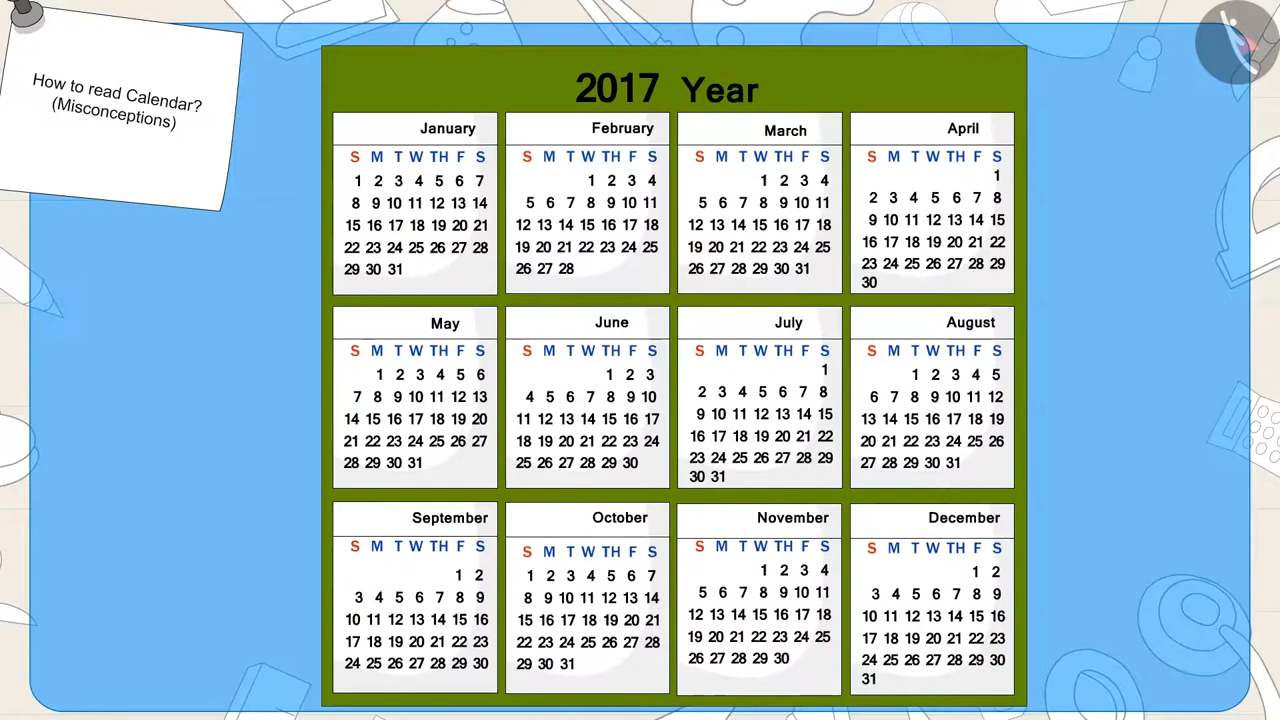 How to read Calendar?
(Misconceptions)
2017 Year
January
S M T W TH F S
1 2 3 4 5 6 7
8 9 10 11 12 13 14
15 16 17 18 19 20 21
22 23 24 25 26 27 28
29 30 31
February
S M T W TH F S
1 2 3 4
5 6 7 8 9 10 11
12 13 14 15 16 17 18
19 20 21 22 23 24 25
26 27 28
March
S M T W TH F S
1 2 3 4
5 6 7 8 9 10 11
12 13 14 15 16 17 18
19 20 21 22 23 24 25
26 27 28 29 30 31
April
S M T W TH F S
1
2 3 4 5 6 7 8
9 10 11 12 13 14 15
16 17 18 19 20 21 22
23 24 25 26 27 28 29
30
May
S M T W TH F S
1 2 3 4 5 6
7 8 9 10 11 12 13
14 15 16 17 18 19 20
21 22 23 24 25 26 27
28 29 30 31
June
S M T W TH F S
1 2 3
4 5 6 7 8 9 10
11 12 13 14 15 16 17
18 19 20 21 22 23 24
25 26 27 28 29 30
July
S M T W TH F S
1
2 3 4 5 6 7 8
9 10 11 12 13 14 15
16 17 18 19 20 21 22
23 24 25 26 27 28 29
30 31
August
S M T W TH F S
1 2 3 4 5
6 7 8 9 10 11 12
13 14 15 16 17 18 19
20 21 22 23 24 25 26
27 28 29 30 31
September
S M T W TH F S
1 2
3 4 5 6 7 8 9
10 11 12 13 14 15 16
17 18 19 20 21 22 23
24 25 26 27 28 29 30
October
S M T W TH F S
1 2 3 4 5 6 7
8 9 10 11 12 13 14
15 16 17 18 19 20 21
22 23 24 25 26 27 28
29 30 31
November
S M T W TH F S
1 2 3 4
5 6 7 8 9 10 11
12 13 14 15 16 17 18
19 20 21 22 23 24 25
26 27 28 29 30
December
S M T W TH F S
1 2
3 4 5 6 7 8 9
10 11 12 13 14 15 16
17 18 19 20 21 22 23
24 25 26 27 28 29 30
31